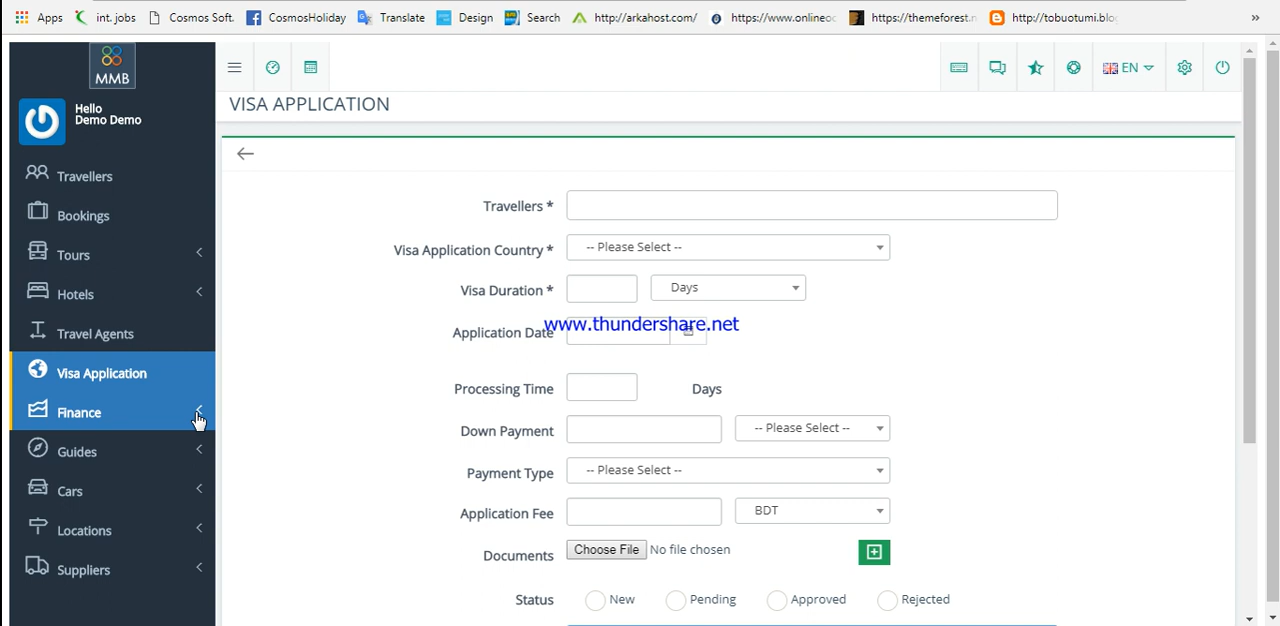 Apps int. jobs Cosmos Soft. CosmosHoliday Translate Design Search http://arkahost.com/ https://www.onlineoc https://themeforest.n http://tobuotumi.blo »
MMB
Hello
Demo Demo
EN
VISA APPLICATION
Travellers
Bookings
Tours
Hotels
Travel Agents
Visa Application
Finance
Guides
Cars
Locations
Suppliers
Travellers *
Visa Application Country * -- Please Select --
Visa Duration * Days
Application Date
www.thundershare.net
Processing Time Days
Down Payment -- Please Select --
Payment Type -- Please Select --
Application Fee BDT
Documents Choose File No file chosen
Status New Pending Approved Rejected